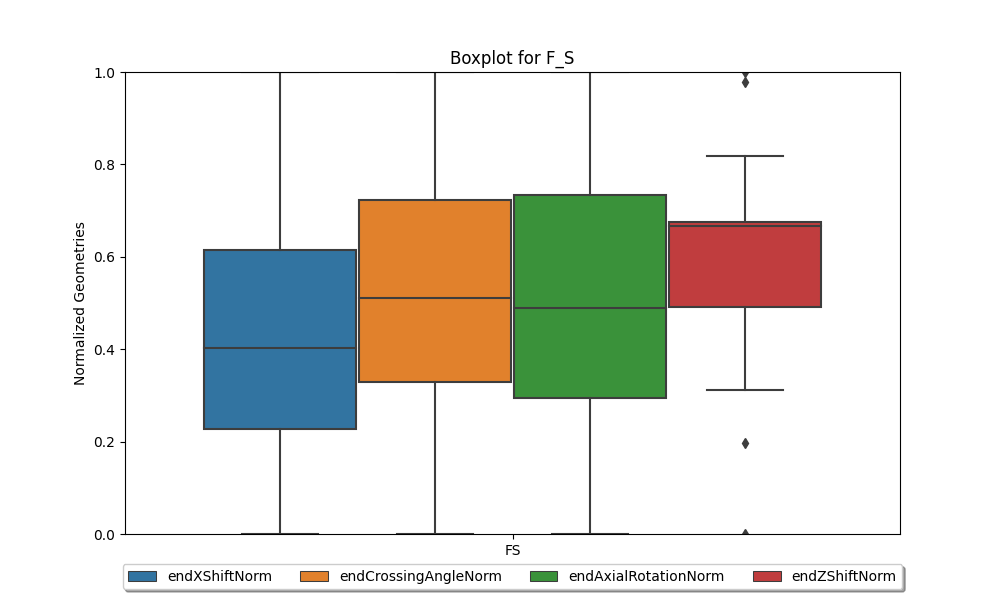 Boxplot for F_S
1.0
0.8
0.6
0.4
0.2
0.0
Normalized Geometries
FS
endXShiftNorm endCrossingAngleNorm endAxialRotationNorm endZShiftNorm